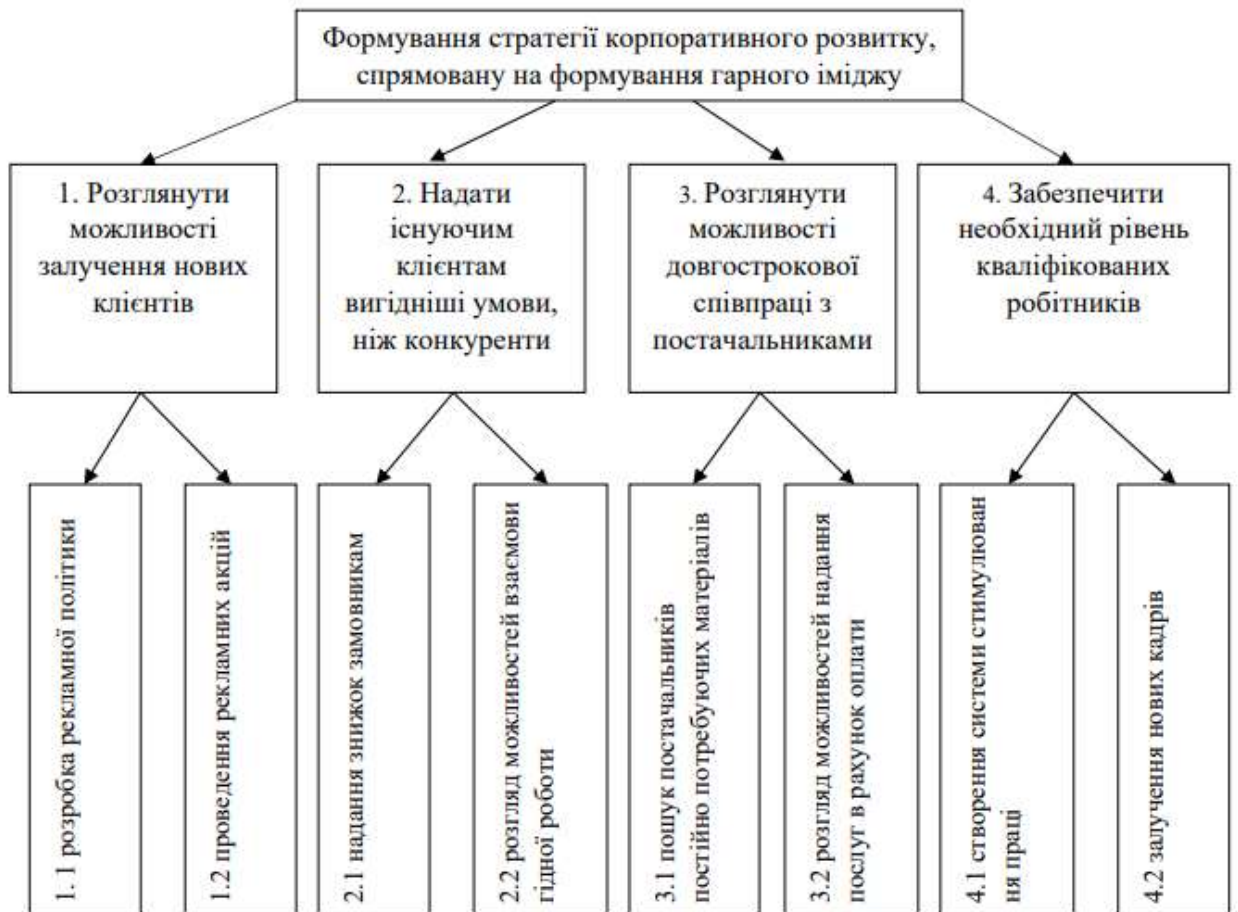 Формування стратегії корпоративного розвитку,
спрямовану на формування гарного іміджу
1. Розглянути
можливості
залучення нових
клієнтів
2. Надати
існуючим
клієнтам
вигідніші умови,
ніж конкуренти
3. Розглянути
можливості
довгострокової
співпраці з
постачальниками
4. Забезпечити
необхідний рівень
кваліфікованих
робітників
1. 1 розробка рекламної політики
1.2 проведення рекламних акцій
2.1 надання знижок замовникам
2.2 розгляд можливостей взаємови
гідної роботи
3.1 пошук постачальників
постійно потребуючих матеріалів
3.2 розгляд можливостей надання
послуг в рахунок оплати
4.1 створення системи стимулюван
ня праці
4.2 залучення нових кадрів